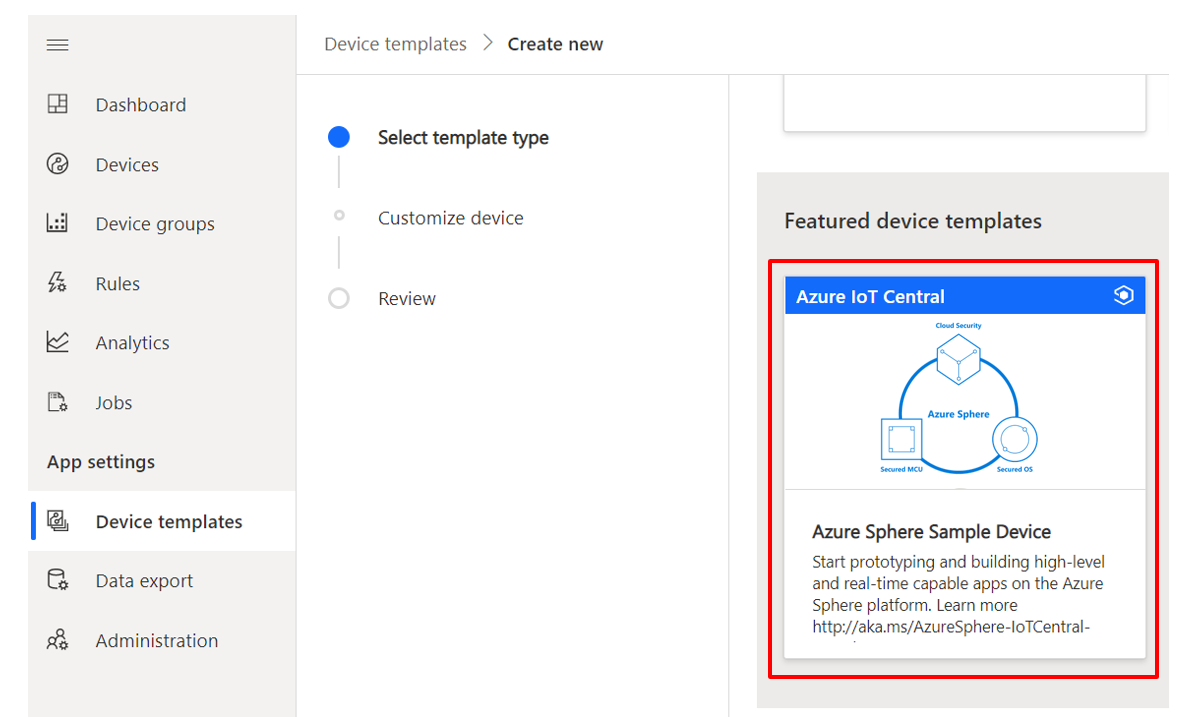 Dashboard
Devices
Device groups
Rules
Analytics
Jobs
App settings
Device templates
Data export
Administration
Device templates > Create new
Select template type
Customize device
Review
Featured device templates
Azure IoT Central
Cloud Security
Azure Sphere
Secured MCU
Secured OS
Azure Sphere Sample Device
Start prototyping and building high-level
and real-time capable apps on the Azure
Sphere platform. Learn more
http://aka.ms/AzureSphere-IoTCentral-